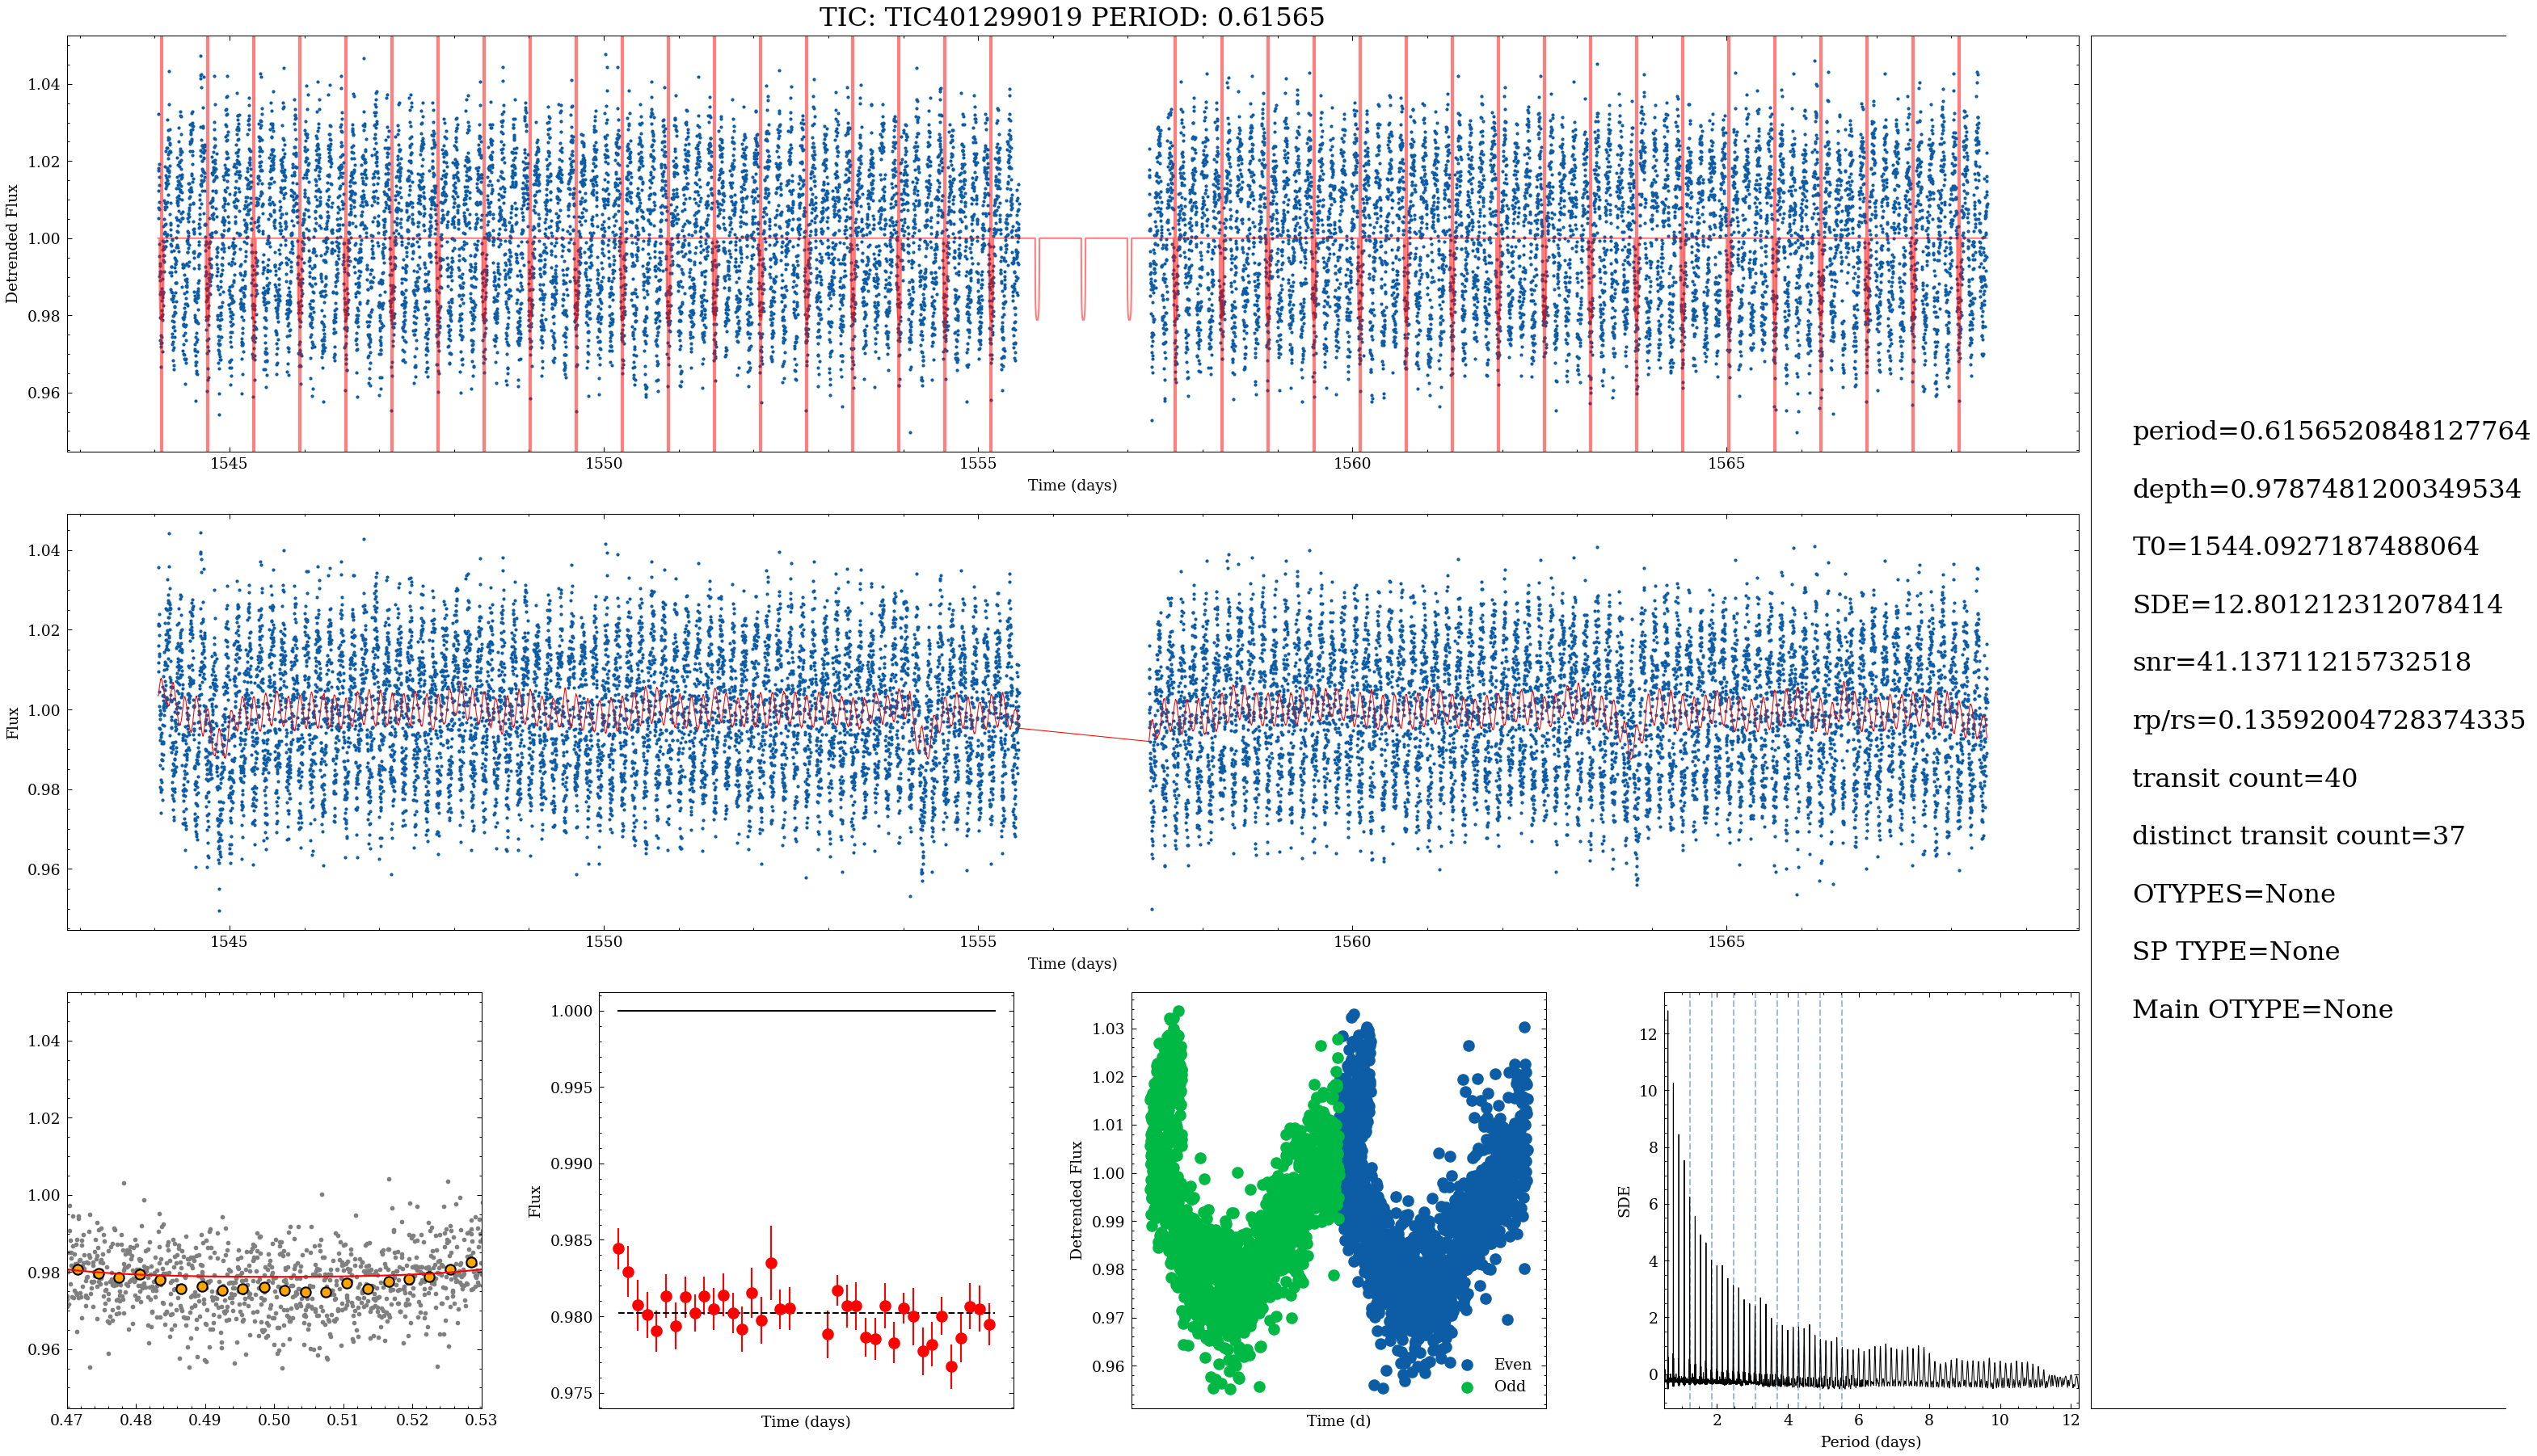 TIC: TIC401299019 PERIOD: 0.61565
Detrended Flux
1.04
1.02
1.00
0.98
0.96
1545
1550
1555
1560
1565
Time (days)
Flux
1.04
1.02
1.00
0.98
0.96
1545
1550
1555
1560
1565
Time (days)
1.04
1.02
1.00
0.98
0.96
0.47
0.48
0.49
0.50
0.51
0.52
0.53
Flux
1.000
0.995
0.990
0.985
0.980
0.975
Time (days)
Detrended Flux
1.03
1.02
1.01
1.00
0.99
0.98
0.97
0.96
Even
Odd
Time (d)
SDE
12
10
8
6
4
2
0
2
4
6
8
10
12
Period (days)
period=0.6156520848127764
depth=0.9787481200349534
T0=1544.0927187488064
SDE=12.801212312078414
snr=41.13711215732518
rp/rs=0.13592004728374335
transit count=40
distinct transit count=37
OTYPES=None
SP TYPE=None
Main OTYPE=None